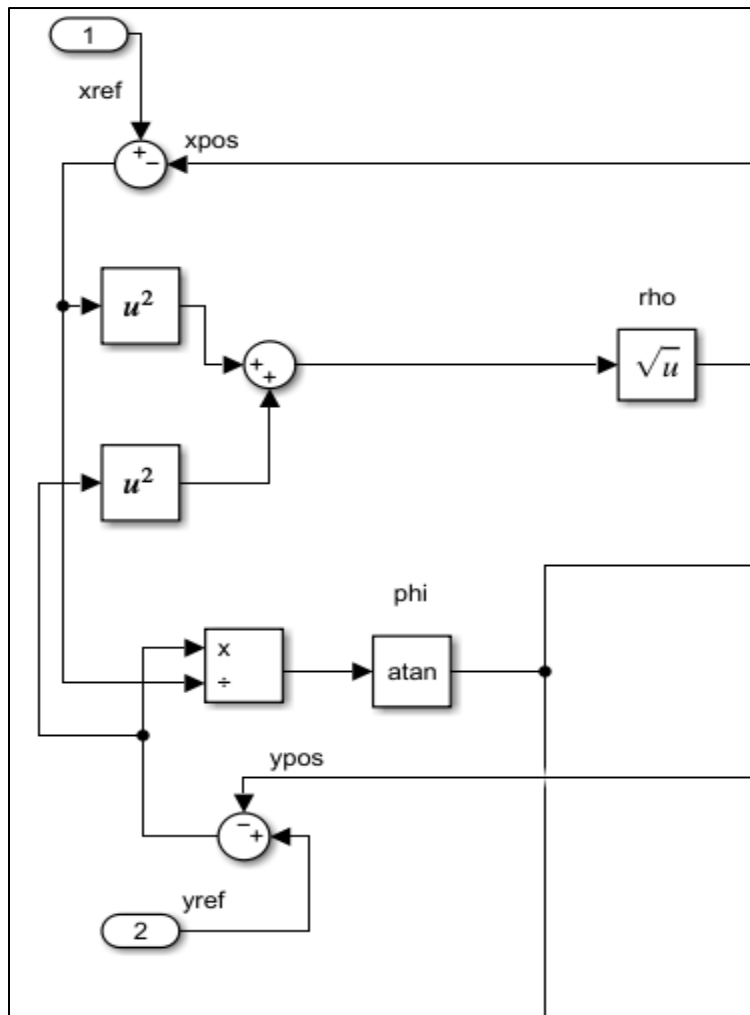 1
xref
+
−
xpos
u²
rho
+
+
√u
u²
phi
x
÷
atan
ypos
−
+
yref
2